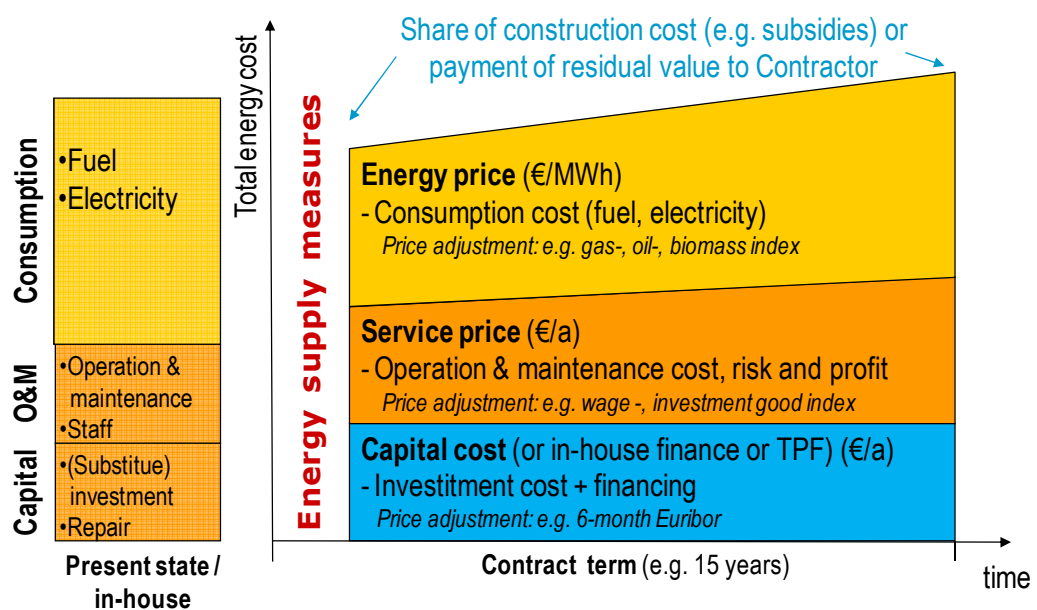 Share of construction cost (e.g. subsidies) or
payment of residual value to Contractor
Total energy cost
Consumption
•Fuel
•Electricity
O&M
•Operation &
maintenance
•Staff
Capital
•(Substitue)
investment
•Repair
Present state /
in-house
Energy supply measures
Energy price (€/MWh)
- Consumption cost (fuel, electricity)
Price adjustment: e.g. gas-, oil-, biomass index
Service price (€/a)
- Operation & maintenance cost, risk and profit
Price adjustment: e.g. wage -, investment good index
Capital cost (or in-house finance or TPF) (€/a)
- Investitment cost + financing
Price adjustment: e.g. 6-month Euribor
Contract term (e.g. 15 years)
time